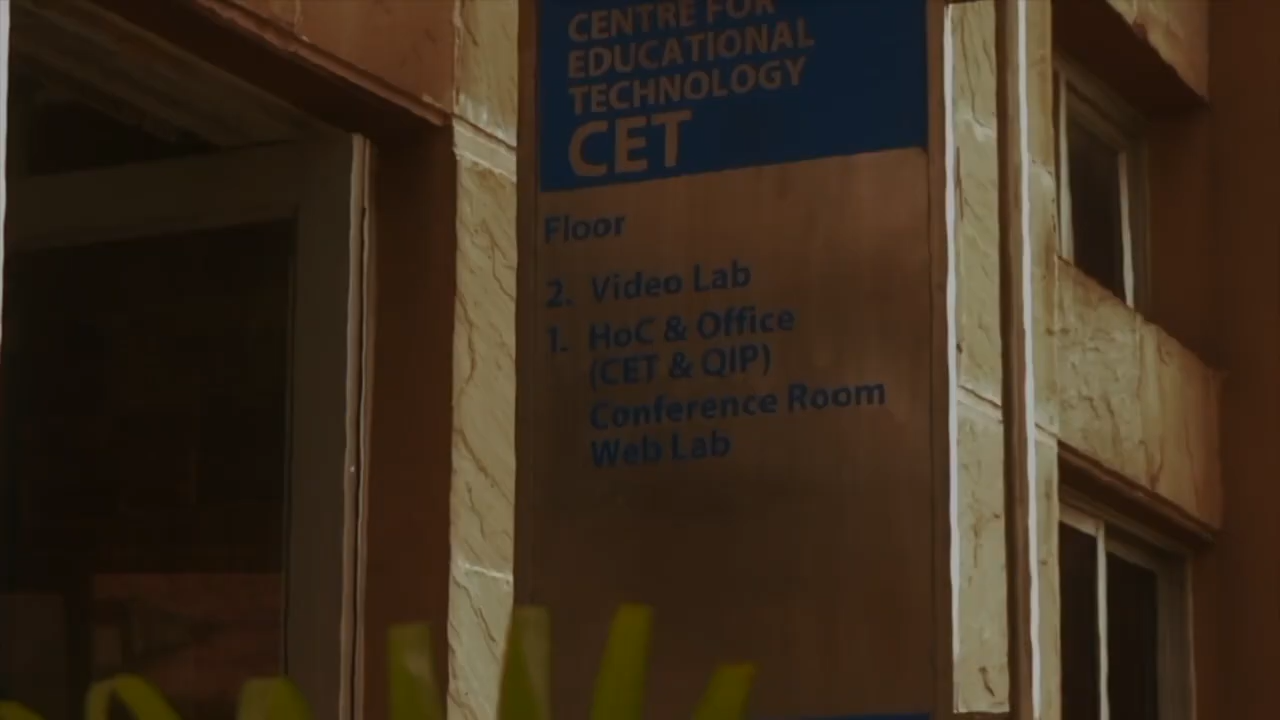 CENTRE FOR
EDUCATIONAL
TECHNOLOGY
CET
Floor
2. Video Lab
1. HoC & Office
(CET & QIP)
Conference Room
Web Lab